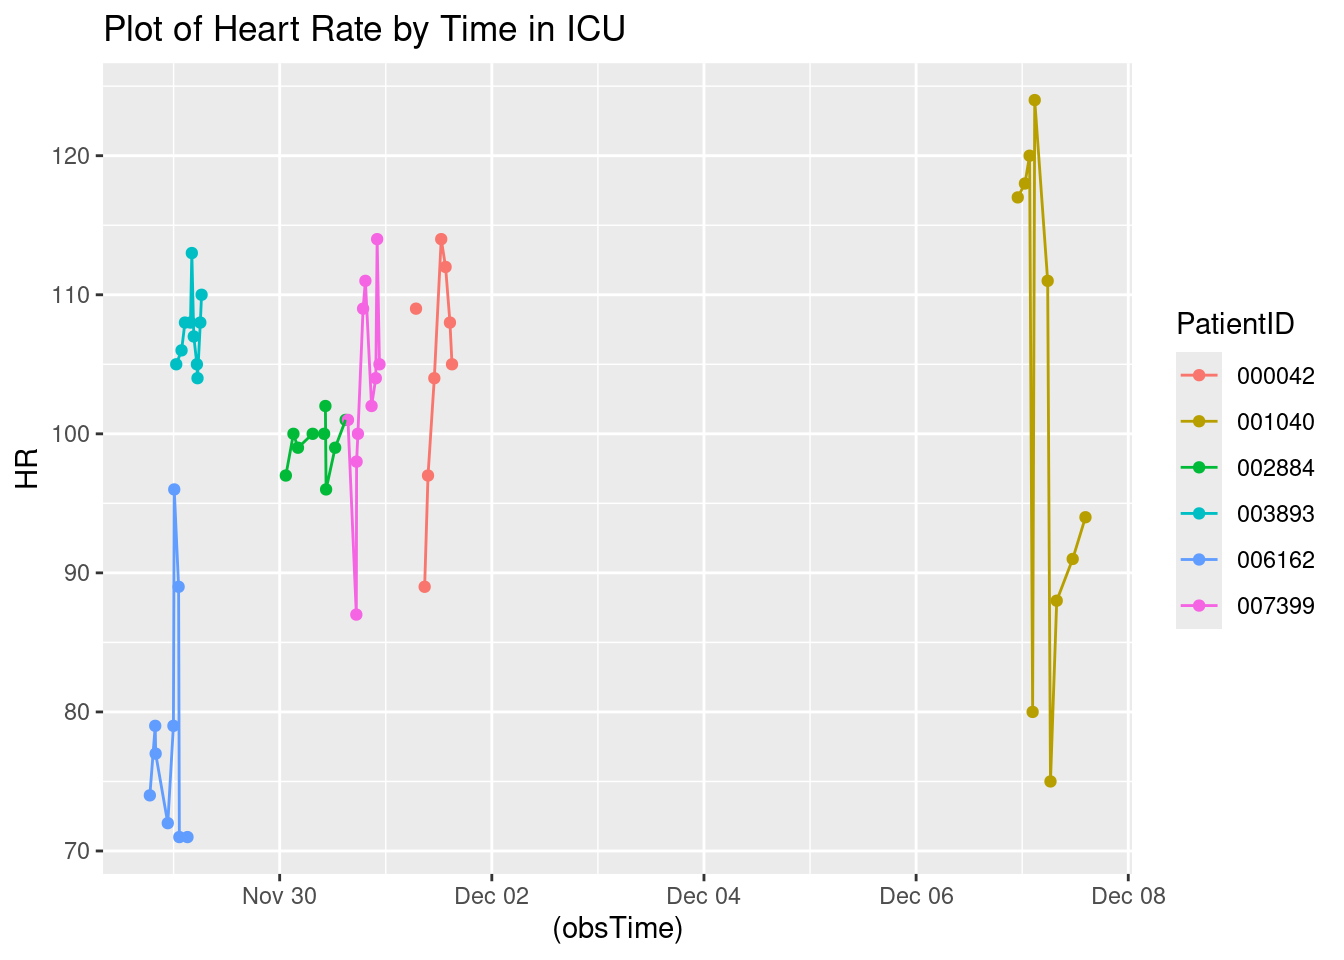 Plot of Heart Rate by Time in ICU
120
110
100
90
80
70
HR
Nov 30
Dec 02
Dec 04
Dec 06
Dec 08
(obsTime)
PatientID
000042
001040
002884
003893
006162
007399